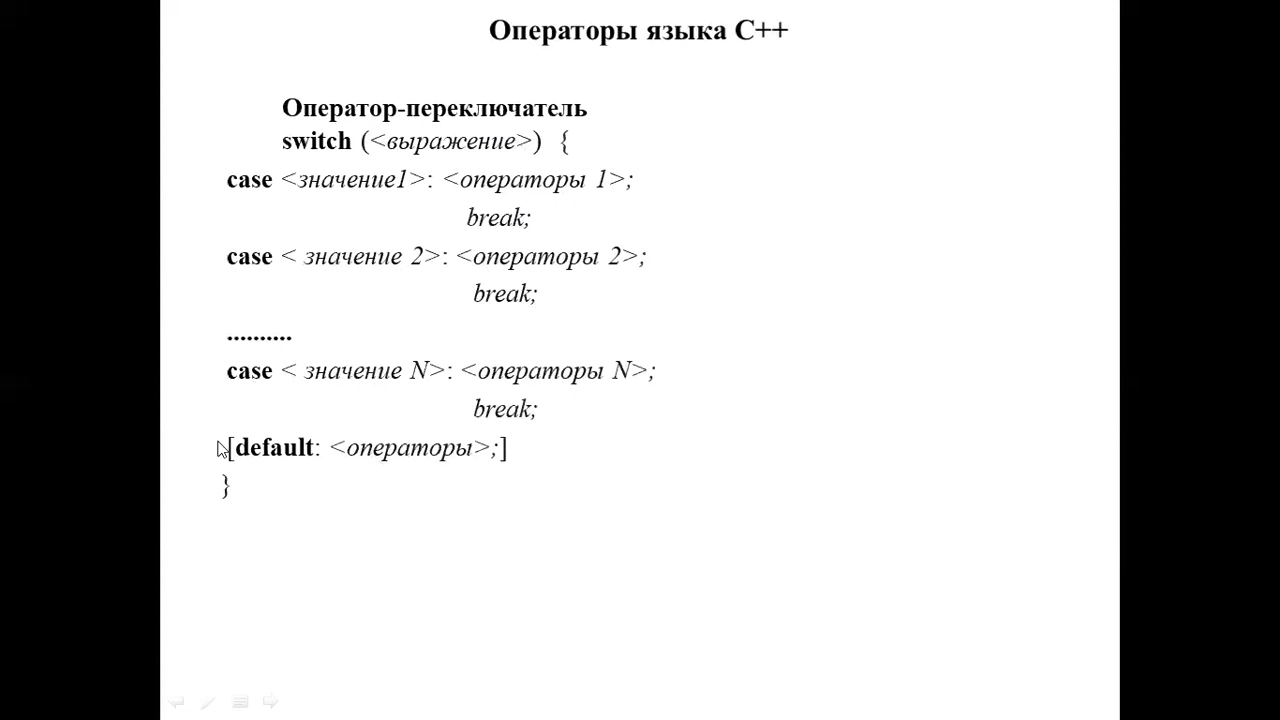 Операторы языка C++
Оператор-переключатель
switch (<выражение>) {
case <значение1>: <операторы 1>;
break;
case < значение 2>: <операторы 2>;
break;
..........
case < значение N>: <операторы N>;
break;
[default: <операторы>;]
}